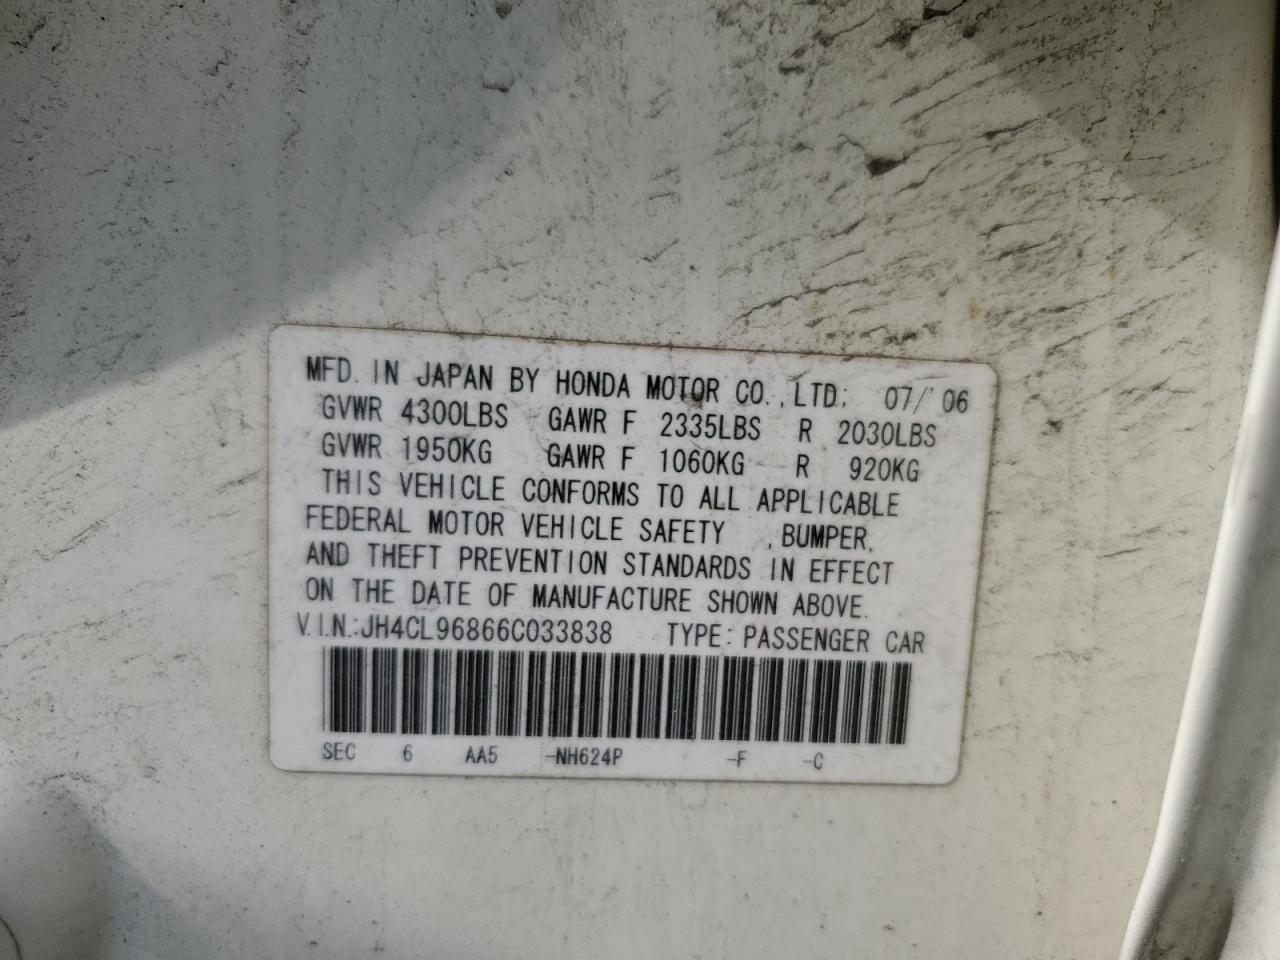 MFD. IN JAPAN BY HONDA MOTOR CO.,LTD; 07/'06
GVWR 4300LBS GAWR F 2335LBS R 2030LBS
GVWR 1950KG GAWR F 1060KG R 920KG
THIS VEHICLE CONFORMS TO ALL APPLICABLE
FEDERAL MOTOR VEHICLE SAFETY ,BUMPER,
AND THEFT PREVENTION STANDARDS IN EFFECT
ON THE DATE OF MANUFACTURE SHOWN ABOVE.
V.I.N.:JH4CL96866C033838 TYPE: PASSENGER CAR
SEC 6 AA5 -NH624P -F -C